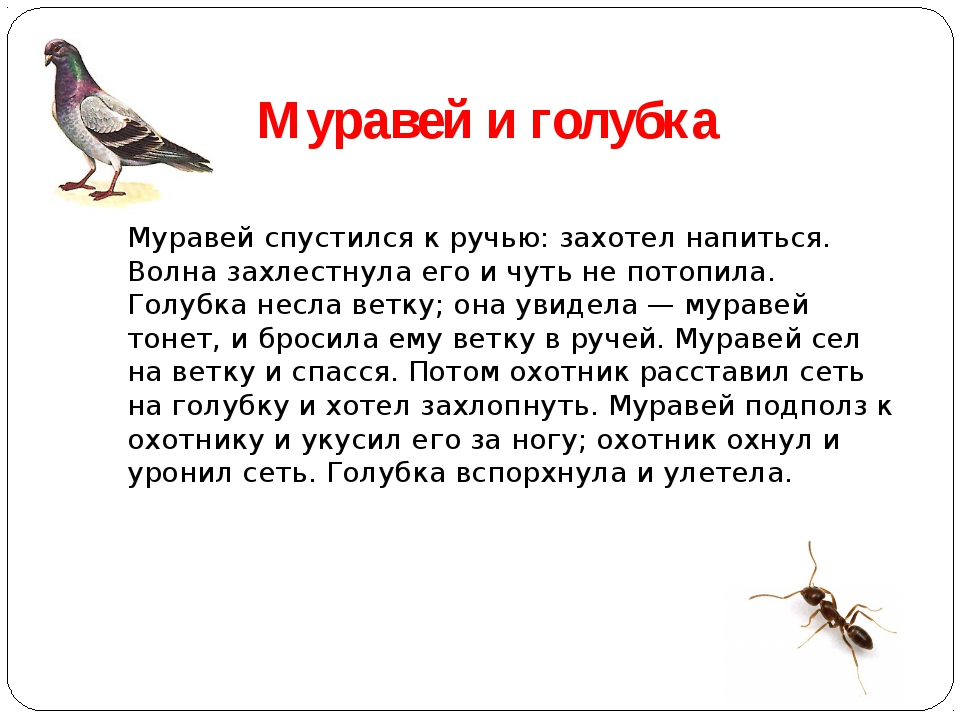 Муравей и голубка
Муравей спустился к ручью: захотел напиться.
Волна захлестнула его и чуть не потопила.
Голубка несла ветку; она увидела — муравей
тонет, и бросила ему ветку в ручей. Муравей сел
на ветку и спасся. Потом охотник расставил сеть
на голубку и хотел захлопнуть. Муравей подполз к
охотнику и укусил его за ногу; охотник охнул и
уронил сеть. Голубка вспорхнула и улетела.